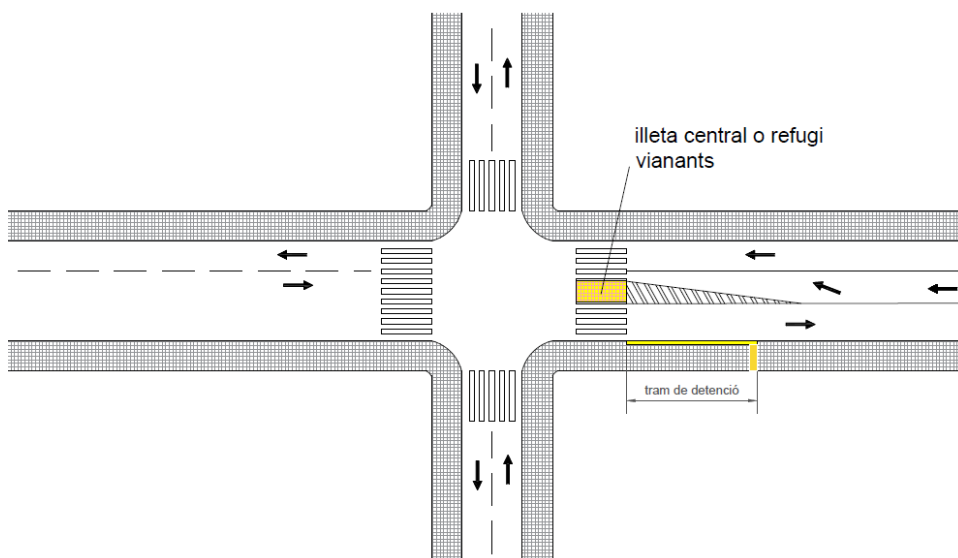 illeta central o refugi
vianants
tram de detenció